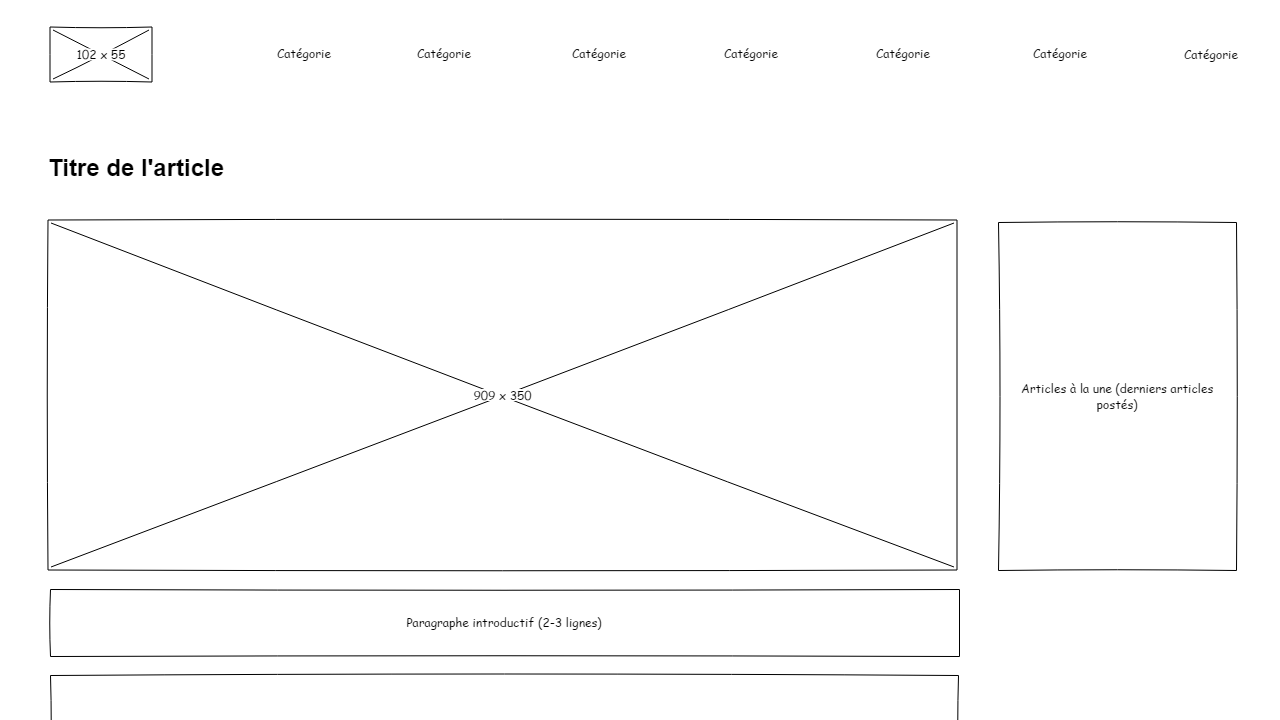 102 x 55
Catégorie
Catégorie
Catégorie
Catégorie
Catégorie
Catégorie
Catégorie
Titre de l'article
909 x 350
Articles à la une (derniers articles
postés)
Paragraphe introductif (2-3 lignes)